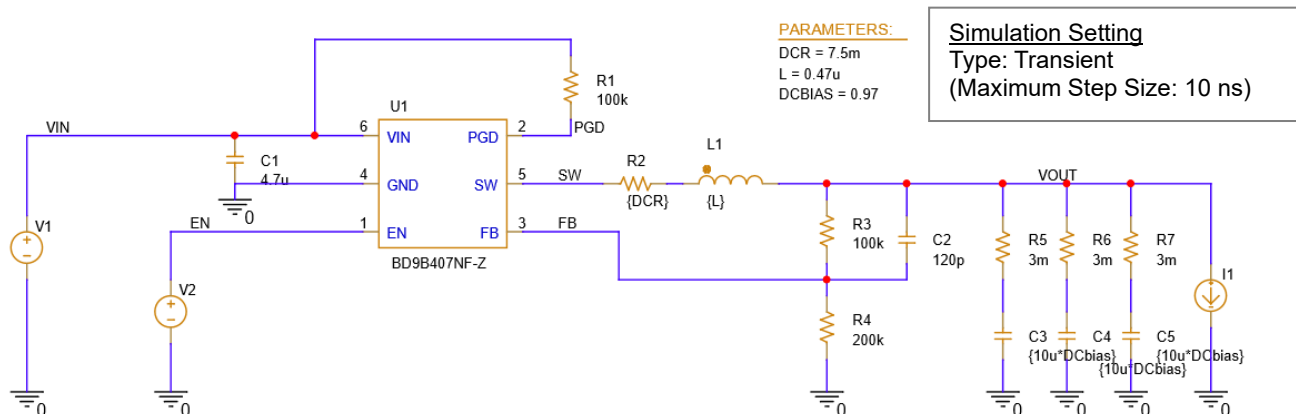 PARAMETERS:
DCR = 7.5m
L = 0.47u
DCBIAS = 0.97
Simulation Setting
Type: Transient
(Maximum Step Size: 10 ns)
R1
100k
U1
VIN
6
VIN
PGD
2
PGD
C1
4.7u
4
GND
SW
5
SW
R2
{DCR}
L1
{L}
VOUT
0
V1
EN
1
EN
FB
3
FB
BD9B407NF-Z
R3
100k
C2
120p
R5
3m
R6
3m
R7
3m
I1
V2
R4
200k
C3
{10u*DCbias}
C4
{10u*DCbias}
C5
{10u*DCbias}
0
0
0
0
0
0
0